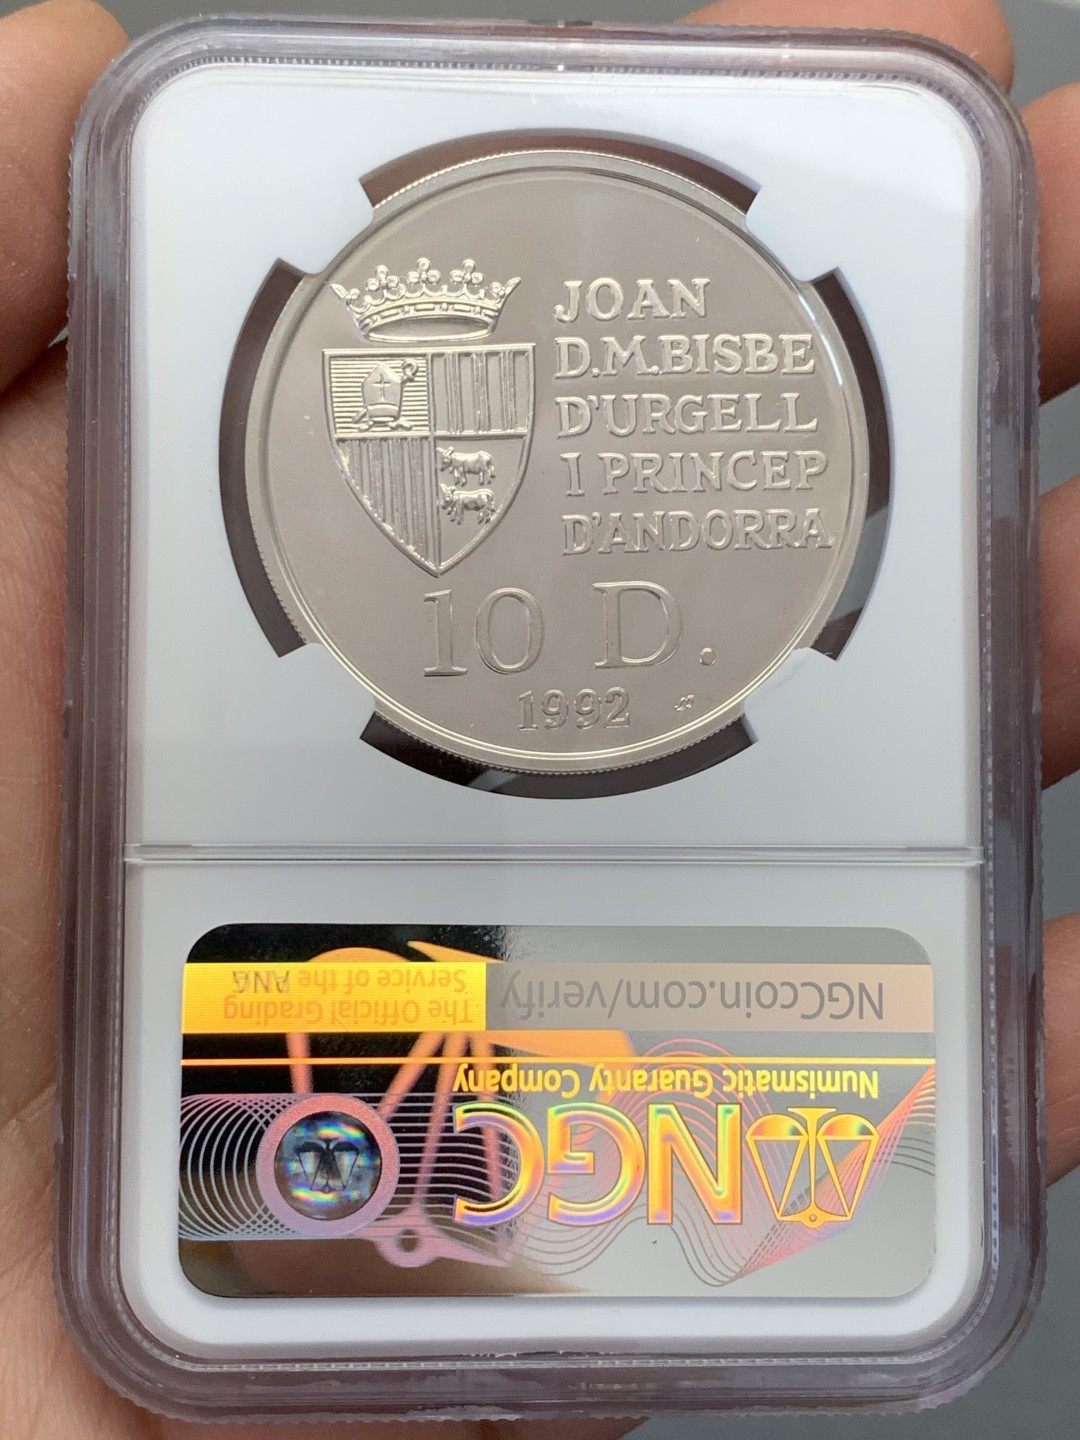 JOAN
D.M.BISBE
D'URGELL
I PRINCEP
D'ANDORRA
10 D.
1992
NGC
Numismatic Guaranty Company
NGCcoin.com/verify
The Official Grading
Service of the ANA